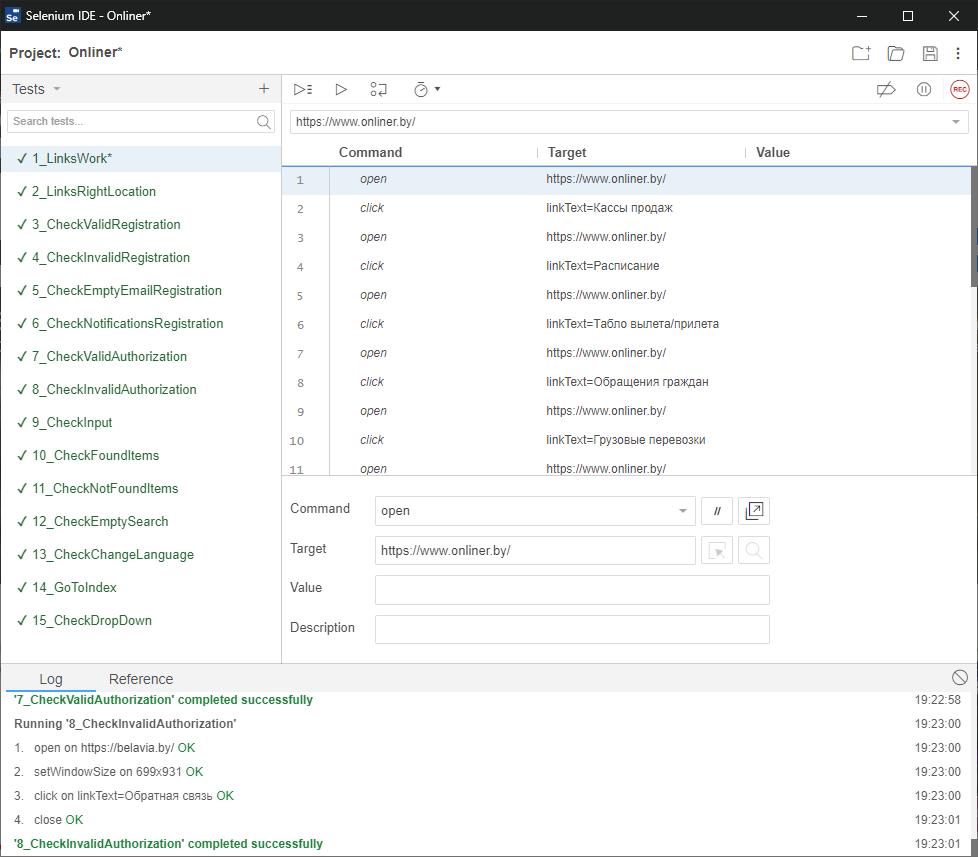 Selenium IDE - Onliner*
Project: Onliner*
Tests
Search tests...
✓ 1_LinksWork*
✓ 2_LinksRightLocation
✓ 3_CheckValidRegistration
✓ 4_CheckInvalidRegistration
✓ 5_CheckEmptyEmailRegistration
✓ 6_CheckNotificationsRegistration
✓ 7_CheckValidAuthorization
✓ 8_CheckInvalidAuthorization
✓ 9_CheckInput
✓ 10_CheckFoundItems
✓ 11_CheckNotFoundItems
✓ 12_CheckEmptySearch
✓ 13_CheckChangeLanguage
✓ 14_GoToIndex
✓ 15_CheckDropDown
REC
https://www.onliner.by/
Command Target Value
1 open https://www.onliner.by/
2 click linkText=Кассы продаж
3 open https://www.onliner.by/
4 click linkText=Расписание
5 open https://www.onliner.by/
6 click linkText=Табло вылета/прилета
7 open https://www.onliner.by/
8 click linkText=Обращения граждан
9 open https://www.onliner.by/
10 click linkText=Грузовые перевозки
11 open https://www.onliner.by/
Command open //
Target https://www.onliner.by/
Value
Description
Log Reference
'7_CheckValidAuthorization' completed successfully 19:22:58
Running '8_CheckInvalidAuthorization' 19:23:00
1. open on https://belavia.by/ OK 19:23:00
2. setWindowSize on 699x931 OK 19:23:00
3. click on linkText=Обратная связь OK 19:23:00
4. close OK 19:23:01
'8_CheckInvalidAuthorization' completed successfully 19:23:01